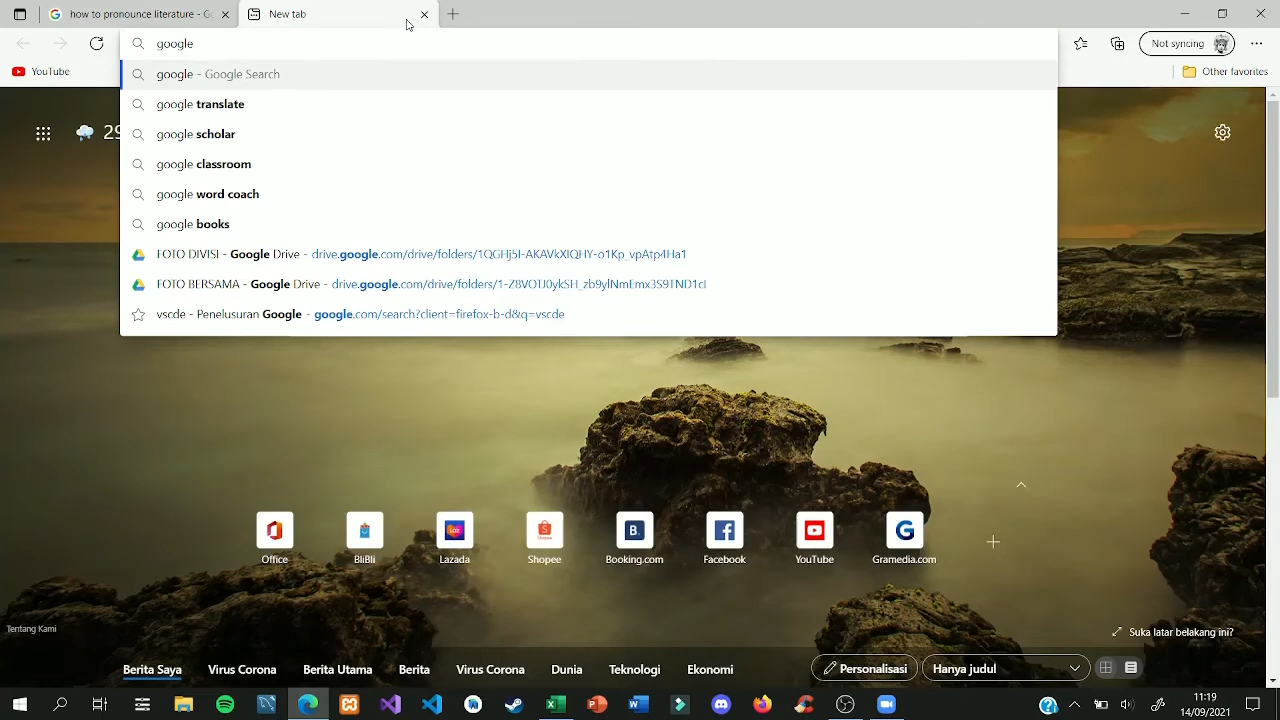 how to pronounce literature - G
New tab
google
Not syncing
YouTube
Other favorites
google - Google Search
google translate
google scholar
google classroom
google word coach
google books
FOTO DIVISI - Google Drive - drive.google.com/drive/folders/1QGHj5I-AKAVkXIQHY-o1Kp_vpAtp4Ha1
FOTO BERSAMA - Google Drive - drive.google.com/drive/folders/1-Z8VOTJ0ykSH_zb9ylNmEmx3S9TND1cI
vscde - Penelusuran Google - google.com/search?client=firefox-b-d&q=vscde
29
Office
BliBli
Lazada
Shopee
Booking.com
Facebook
YouTube
Gramedia.com
Tentang Kami
Suka latar belakang ini?
Berita Saya
Virus Corona
Berita Utama
Berita
Virus Corona
Dunia
Teknologi
Ekonomi
Personalisasi
Hanya judul
11:19
14/09/2021